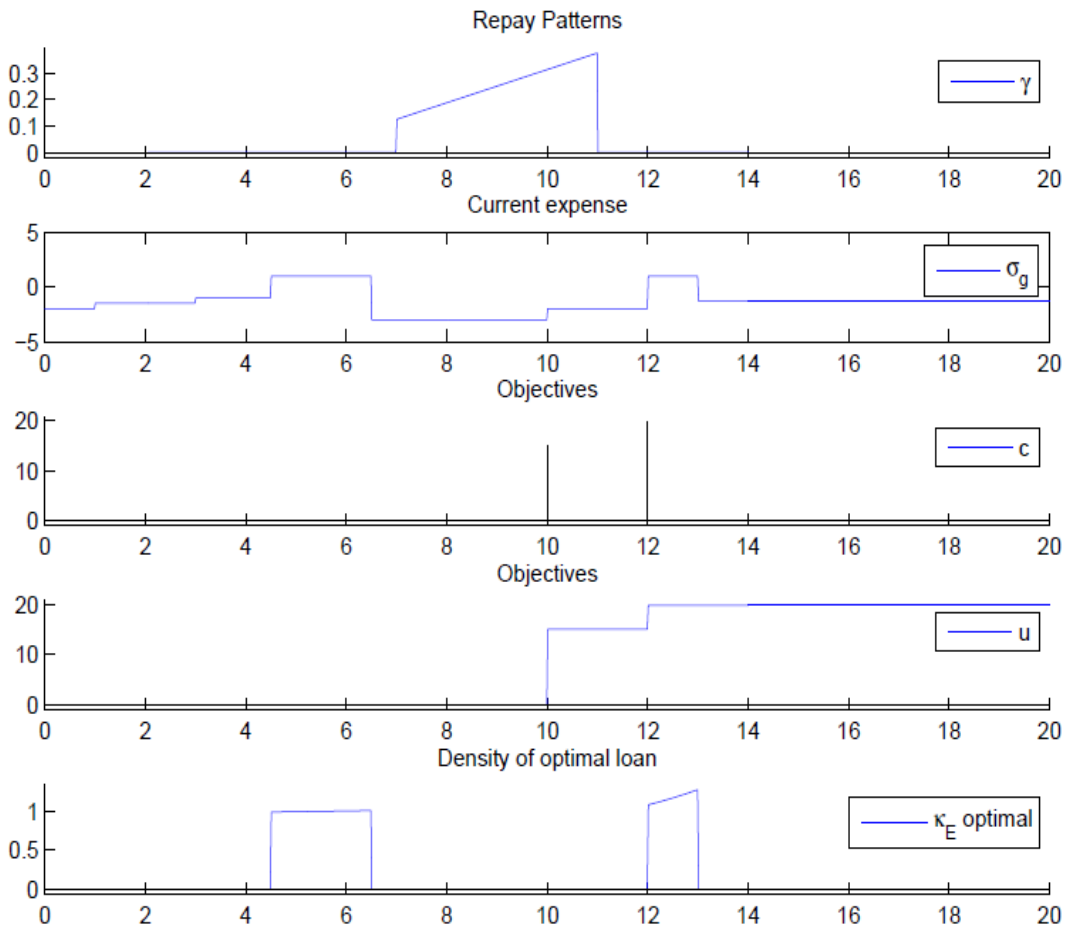 Repay Patterns
0.3
0.2
0.1
0
γ
0 2 4 6 8 10 12 14 16 18 20
Current expense
5
0
−5
σg
0 2 4 6 8 10 12 14 16 18 20
Objectives
20
10
0
c
0 2 4 6 8 10 12 14 16 18 20
Objectives
20
10
0
u
0 2 4 6 8 10 12 14 16 18 20
Density of optimal loan
1
0.5
0
κE optimal
0 2 4 6 8 10 12 14 16 18 20